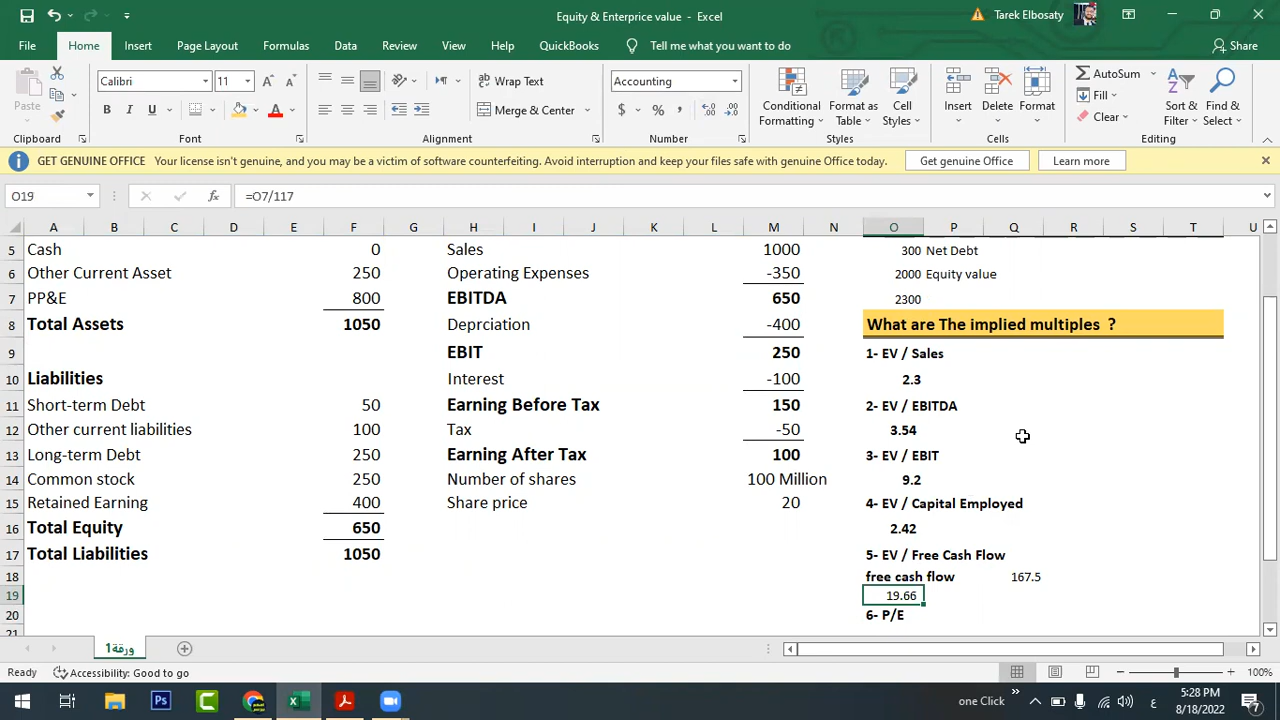 Equity & Enterprice value - Excel
Tarek Elbosaty
File Home Insert Page Layout Formulas Data Review View Help QuickBooks Tell me what you want to do Share
Paste Calibri 11 Wrap Text Accounting AutoSum
B I U Merge & Center $ % Conditional Formatting Format as Table Cell Styles Insert Delete Format Fill Clear Sort & Filter Find & Select
Clipboard Font Alignment Number Styles Cells Editing
GET GENUINE OFFICE Your license isn't genuine, and you may be a victim of software counterfeiting. Avoid interruption and keep your files safe with genuine Office. Get genuine Office Learn more
O19 fx =O7/117
A B C D E F G H I J K L M N O P Q R S T U
5 Cash 0 Sales 1000 300 Net Debt
6 Other Current Asset 250 Operating Expenses -350 2000 Equity value
7 PP&E 800 EBITDA 650 2300
8 Total Assets 1050 Deprciation -400 What are The implied multiples ?
9 EBIT 250 1- EV / Sales
10 Liabilities Interest -100 2.3
11 Short-term Debt 50 Earning Before Tax 150 2- EV / EBITDA
12 Other current liabilities 100 Tax -50 3.54
13 Long-term Debt 250 Earning After Tax 100 3- EV / EBIT
14 Common stock 250 Number of shares 100 Million 9.2
15 Retained Earning 400 Share price 20 4- EV / Capital Employed
16 Total Equity 650 2.42
17 Total Liabilities 1050 5- EV / Free Cash Flow
18 free cash flow 167.5
19 19.66
20 6- P/E
21
ورقة1
Ready Accessibility: Good to go 100%
one Click ع 5:28 PM
8/18/2022 7